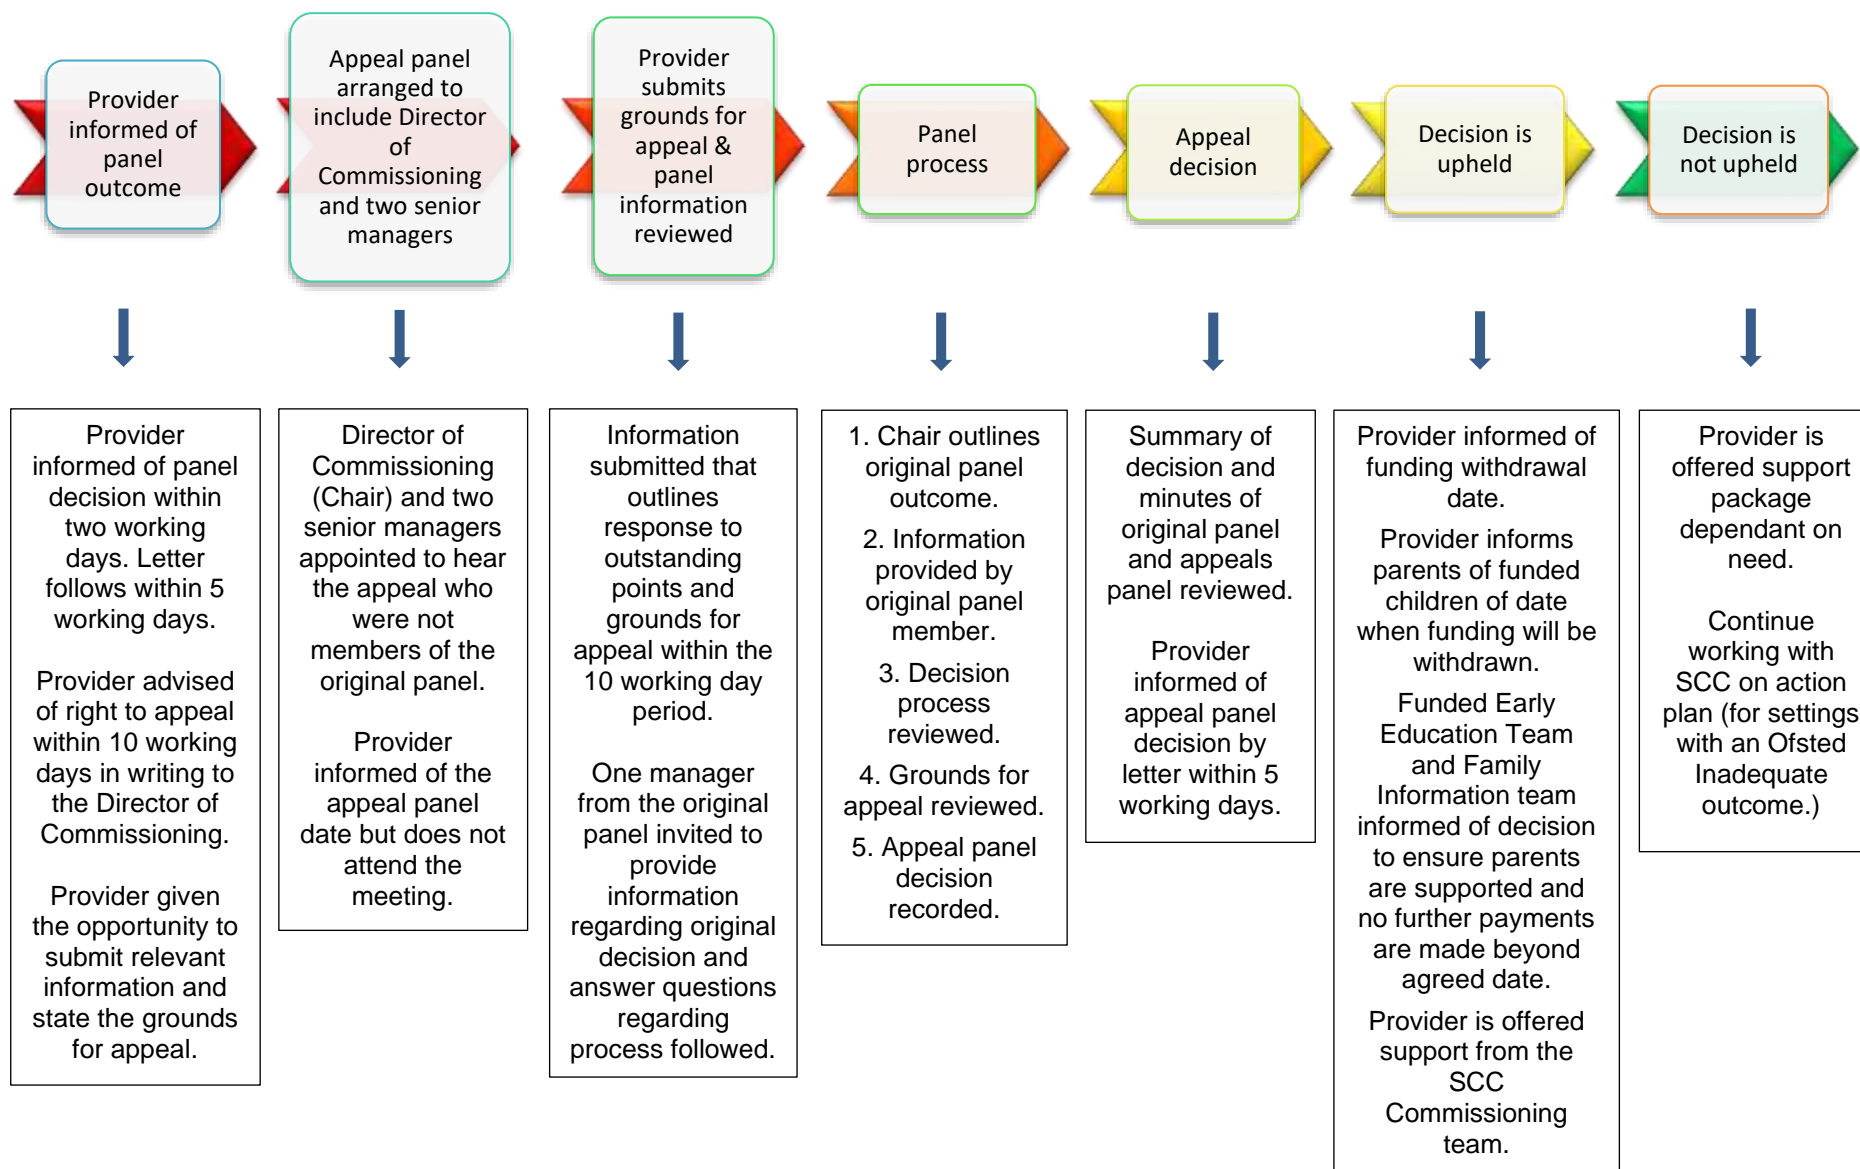 Provider
informed of
panel
outcome
Appeal panel
arranged to
include Director
of
Commissioning
and two senior
managers
Provider
submits
grounds for
appeal &
panel
information
reviewed
Panel
process
Appeal
decision
Decision is
upheld
Decision is
not upheld
Provider
informed of panel
decision within
two working
days. Letter
follows within 5
working days.
Provider advised
of right to appeal
within 10 working
days in writing to
the Director of
Commissioning.
Provider given
the opportunity to
submit relevant
information and
state the grounds
for appeal.
Director of
Commissioning
(Chair) and two
senior managers
appointed to hear
the appeal who
were not
members of the
original panel.
Provider
informed of the
appeal panel
date but does not
attend the
meeting.
Information
submitted that
outlines
response to
outstanding
points and
grounds for
appeal within the
10 working day
period.
One manager
from the original
panel invited to
provide
information
regarding original
decision and
answer questions
regarding
process followed.
1. Chair outlines
original panel
outcome.
2. Information
provided by
original panel
member.
3. Decision
process
reviewed.
4. Grounds for
appeal reviewed.
5. Appeal panel
decision
recorded.
Summary of
decision and
minutes of
original panel
and appeals
panel reviewed.
Provider
informed of
appeal panel
decision by
letter within 5
working days.
Provider informed of
funding withdrawal
date.
Provider informs
parents of funded
children of date
when funding will be
withdrawn.
Funded Early
Education Team
and Family
Information team
informed of decision
to ensure parents
are supported and
no further payments
are made beyond
agreed date.
Provider is offered
support from the
SCC
Commissioning
team.
Provider is
offered support
package
dependant on
need.
Continue
working with
SCC on action
plan (for settings
with an Ofsted
Inadequate
outcome.)